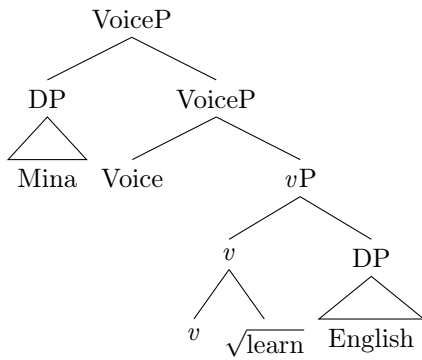 VoiceP
DP VoiceP
Mina Voice vP
v DP
v √learn English